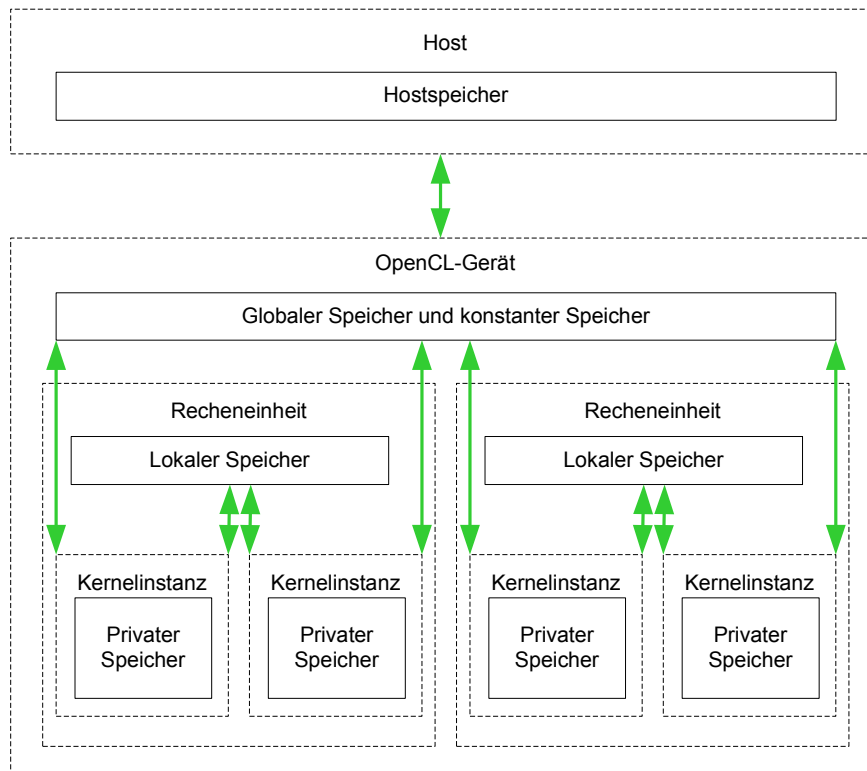 Host
Hostspeicher
OpenCL-Gerät
Globaler Speicher und konstanter Speicher
Recheneinheit
Lokaler Speicher
Kernelinstanz
Privater
Speicher
Kernelinstanz
Privater
Speicher
Recheneinheit
Lokaler Speicher
Kernelinstanz
Privater
Speicher
Kernelinstanz
Privater
Speicher